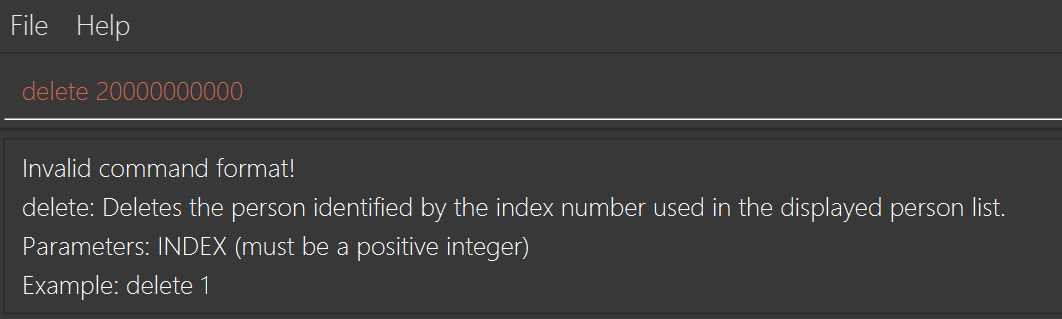 File Help
delete 20000000000
Invalid command format!
delete: Deletes the person identified by the index number used in the displayed person list.
Parameters: INDEX (must be a positive integer)
Example: delete 1